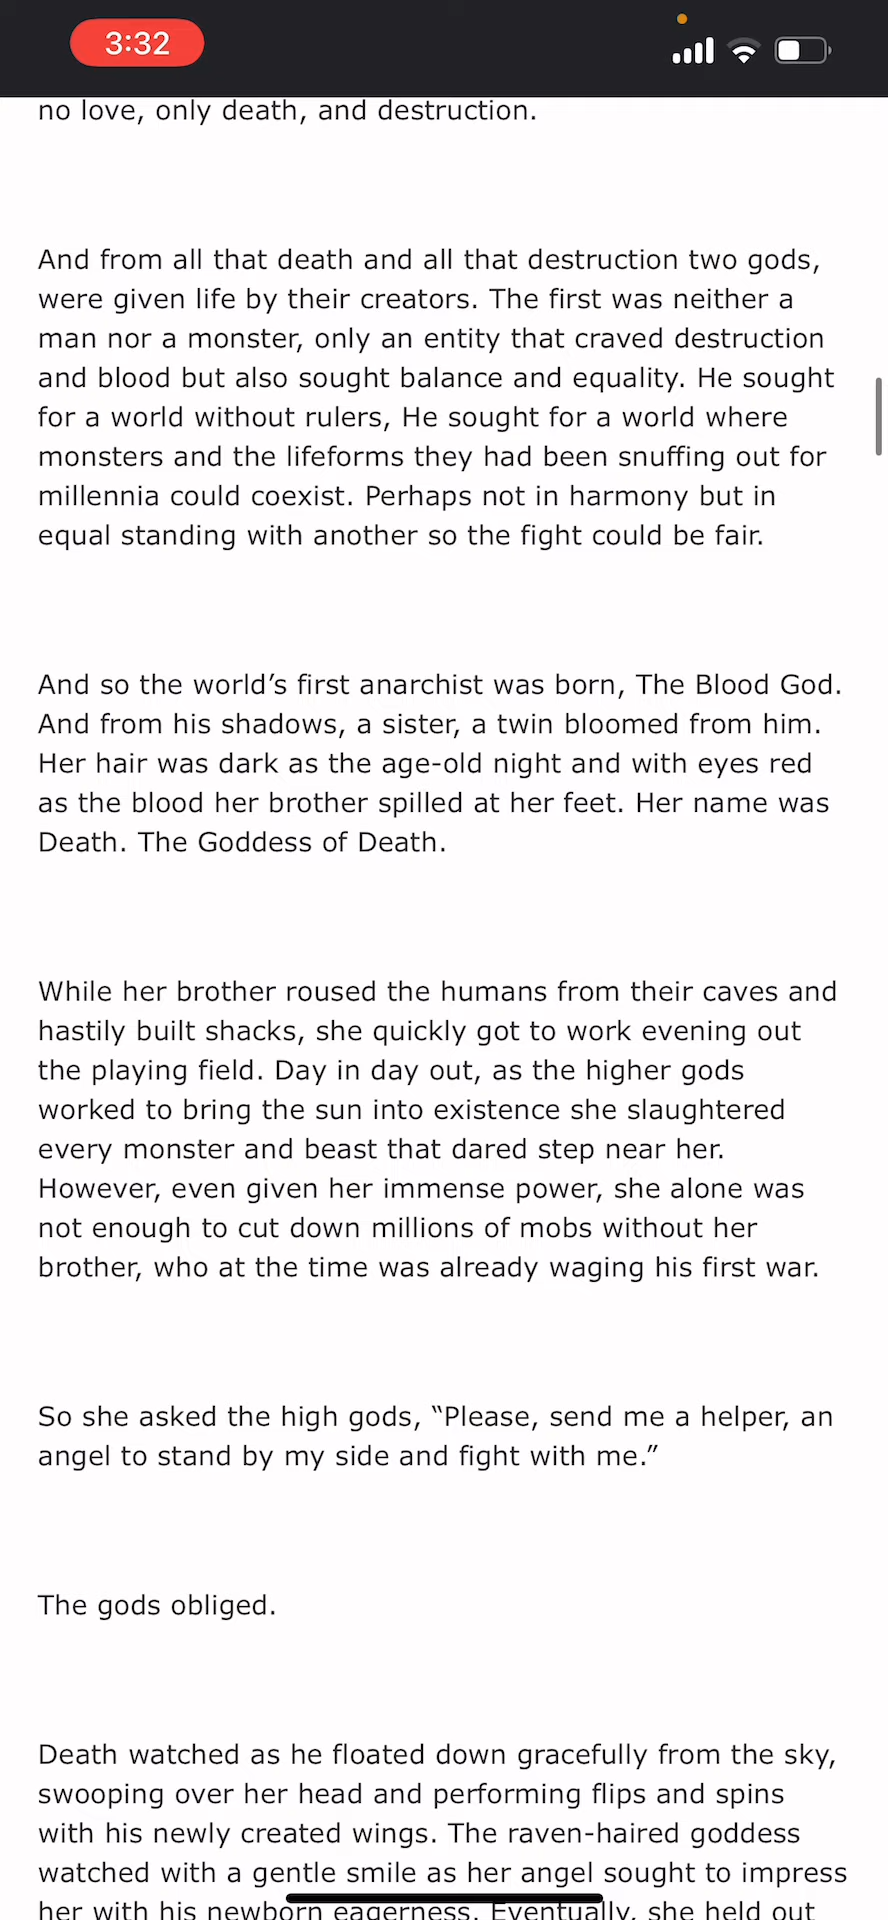 3:32
no love, only death, and destruction.
And from all that death and all that destruction two gods,
were given life by their creators. The first was neither a
man nor a monster, only an entity that craved destruction
and blood but also sought balance and equality. He sought
for a world without rulers, He sought for a world where
monsters and the lifeforms they had been snuffing out for
millennia could coexist. Perhaps not in harmony but in
equal standing with another so the fight could be fair.
And so the world’s first anarchist was born, The Blood God.
And from his shadows, a sister, a twin bloomed from him.
Her hair was dark as the age-old night and with eyes red
as the blood her brother spilled at her feet. Her name was
Death. The Goddess of Death.
While her brother roused the humans from their caves and
hastily built shacks, she quickly got to work evening out
the playing field. Day in day out, as the higher gods
worked to bring the sun into existence she slaughtered
every monster and beast that dared step near her.
However, even given her immense power, she alone was
not enough to cut down millions of mobs without her
brother, who at the time was already waging his first war.
So she asked the high gods, “Please, send me a helper, an
angel to stand by my side and fight with me.”
The gods obliged.
Death watched as he floated down gracefully from the sky,
swooping over her head and performing flips and spins
with his newly created wings. The raven-haired goddess
watched with a gentle smile as her angel sought to impress
her with his newborn eagerness. Eventually, she held out